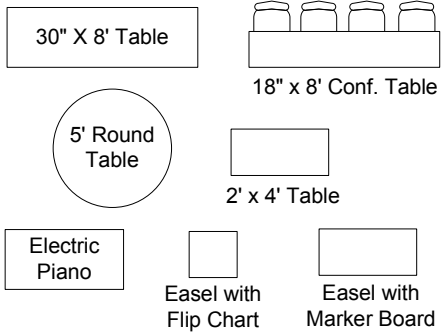 30" X 8' Table
18" x 8' Conf. Table
5' Round
Table
2' x 4' Table
Electric
Piano
Easel with
Flip Chart
Easel with
Marker Board